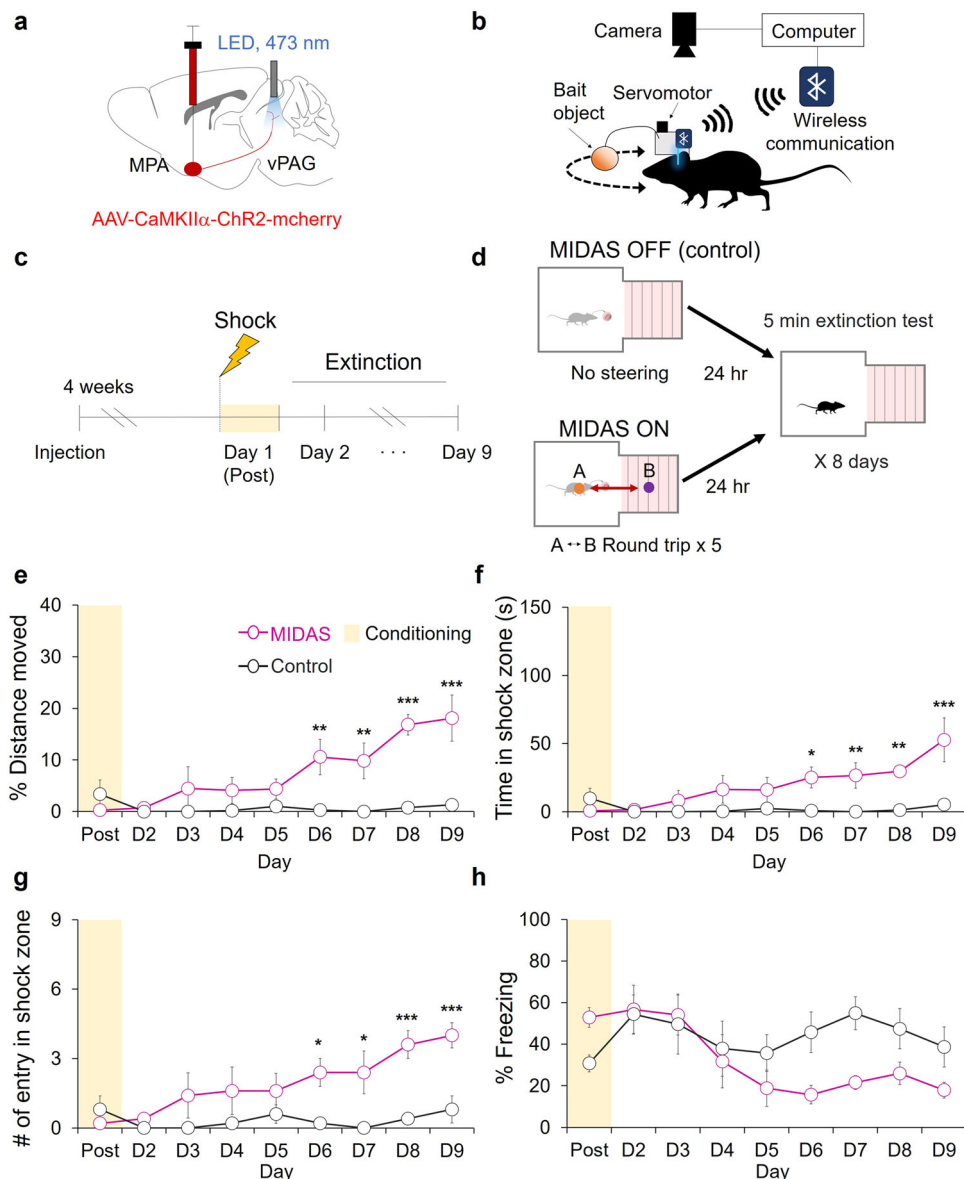 a
LED, 473 nm
MPA
vPAG
AAV-CaMKIIα-ChR2-mcherry
b
Camera
Computer
Bait
object
Servomotor
Wireless
communication
c
Shock
Extinction
4 weeks
Injection
Day 1
(Post)
Day 2
· · ·
Day 9
d
MIDAS OFF (control)
No steering
24 hr
5 min extinction test
MIDAS ON
A
B
24 hr
X 8 days
A ↔ B Round trip x 5
e
% Distance moved
40
30
20
10
0
MIDAS
Conditioning
Control
** ** *** ***
Post D2 D3 D4 D5 D6 D7 D8 D9
Day
f
Time in shock zone (s)
150
100
50
0
* ** ** ***
Post D2 D3 D4 D5 D6 D7 D8 D9
Day
g
# of entry in shock zone
9
6
3
0
* * *** ***
Post D2 D3 D4 D5 D6 D7 D8 D9
Day
h
% Freezing
100
80
60
40
20
0
Post D2 D3 D4 D5 D6 D7 D8 D9
Day